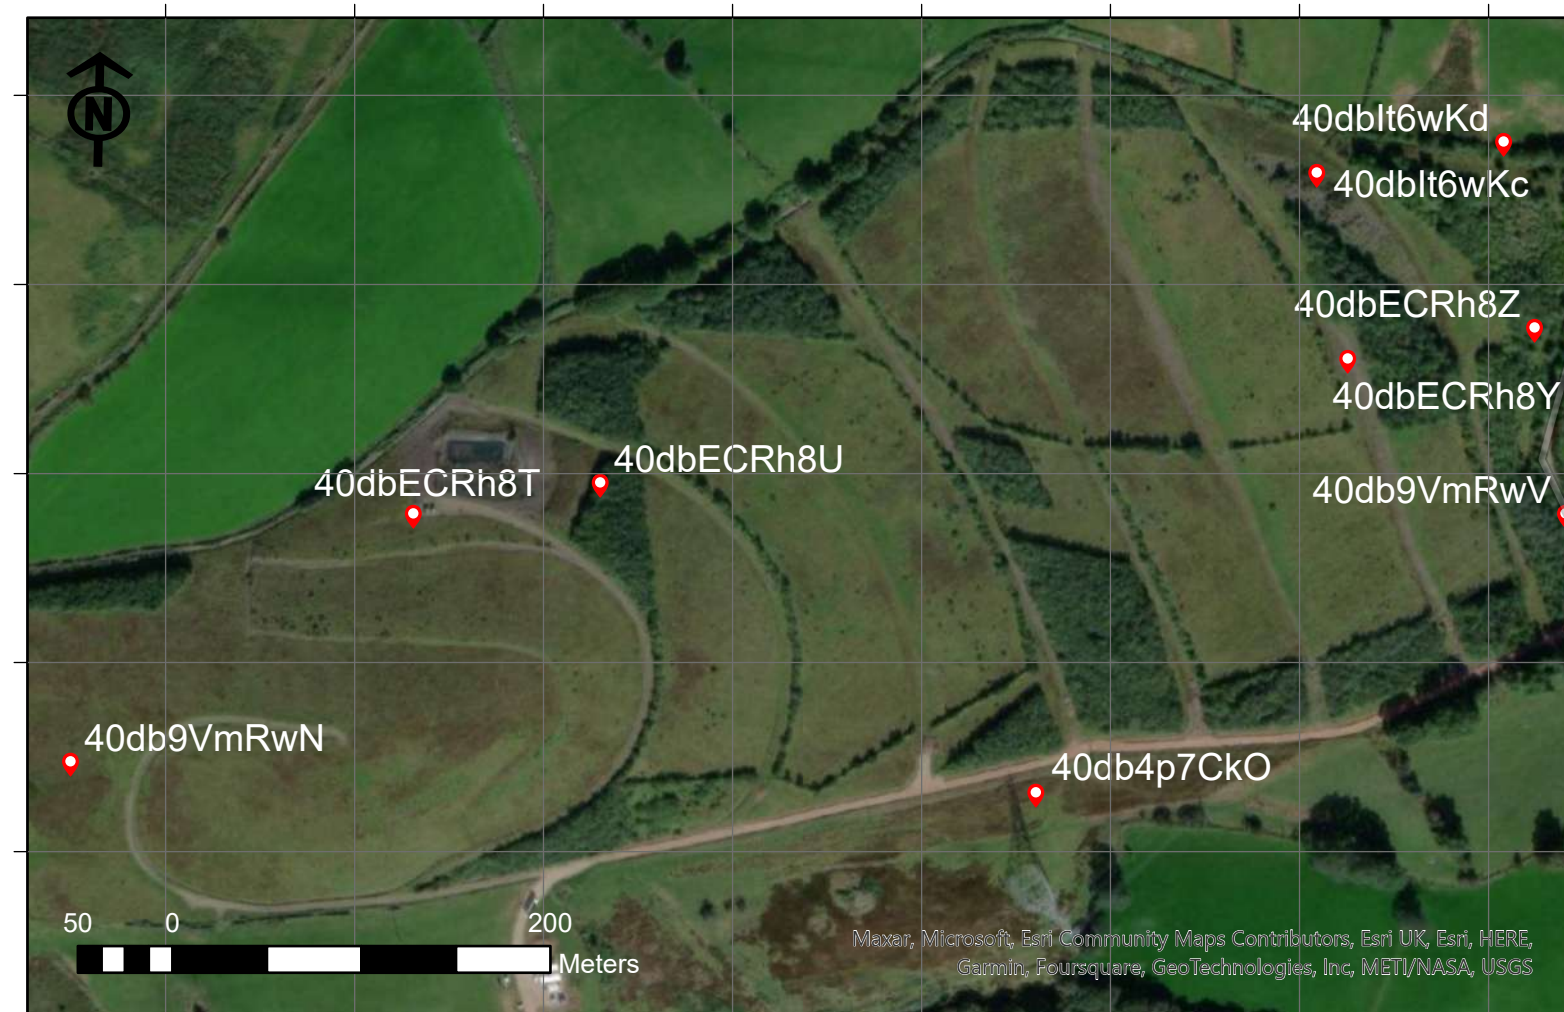 N
40dbIt6wKd
40dbIt6wKc
40dbECRh8Z
40dbECRh8Y
40dbECRh8U
40dbECRh8T
40db9VmRwV
40db9VmRwN
40db4p7CkO
50 0 200
Meters
Maxar, Microsoft, Esri Community Maps Contributors, Esri UK, Esri, HERE,
Garmin, Foursquare, GeoTechnologies, Inc, METI/NASA, USGS